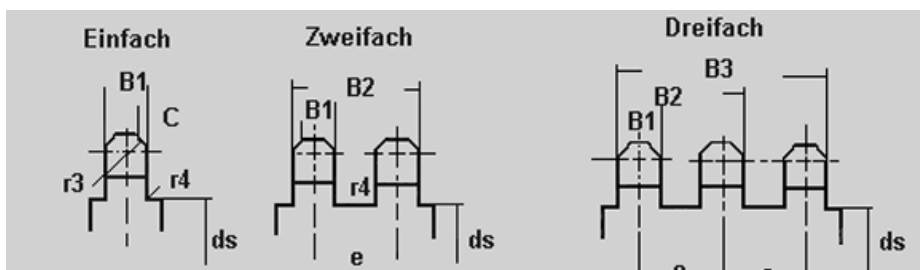 Einfach
B1
C
r3
r4
ds
Zweifach
B2
B1
r4
ds
e
Dreifach
B3
B2
B1
ds